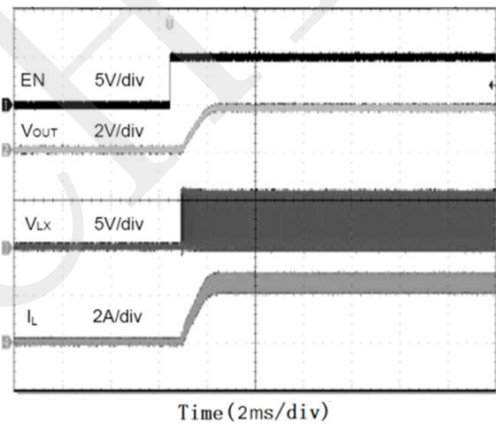 EN 5V/div
VOUT 2V/div
VLX 5V/div
IL 2A/div
Time(2ms/div)